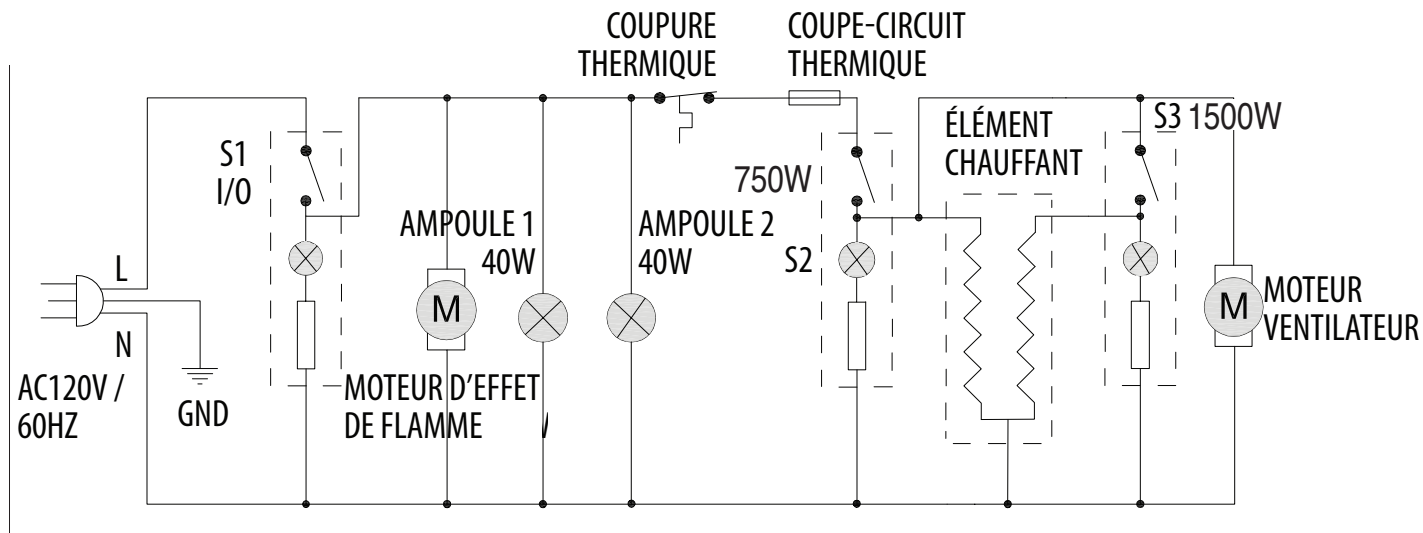 COUPURE
THERMIQUE
COUPE-CIRCUIT
THERMIQUE
S1
I/0
AMPOULE 1
40W
AMPOULE 2
40W
750W
S2
ÉLÉMENT
CHAUFFANT
S3 1500W
L
N
AC120V /
60HZ
GND
M
MOTEUR D'EFFET
DE FLAMME
M
MOTEUR
VENTILATEUR